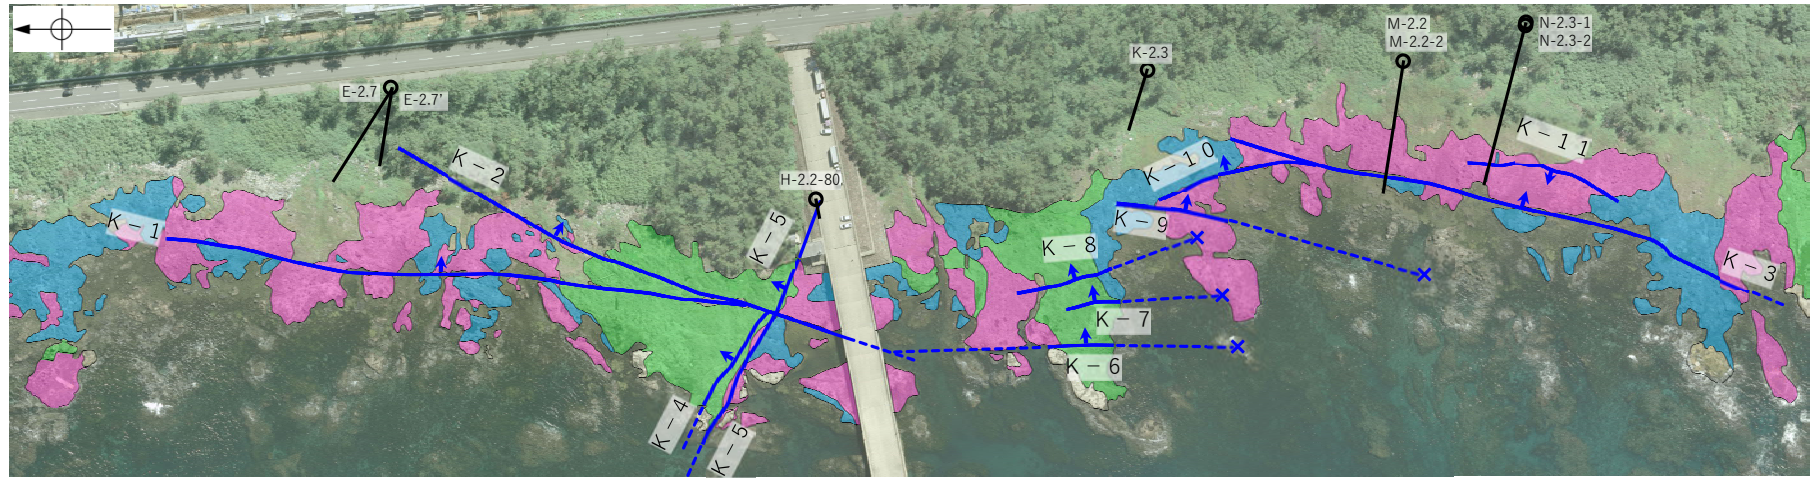 N-2.3-1
N-2.3-2
M-2.2
M-2.2-2
K-2.3
E-2.7
E-2.7’
K－11
K－10
K－2
H-2.2-80
K－1
K－5
K－9
K－8
K－3
K－7
K－6
K－4
K－5